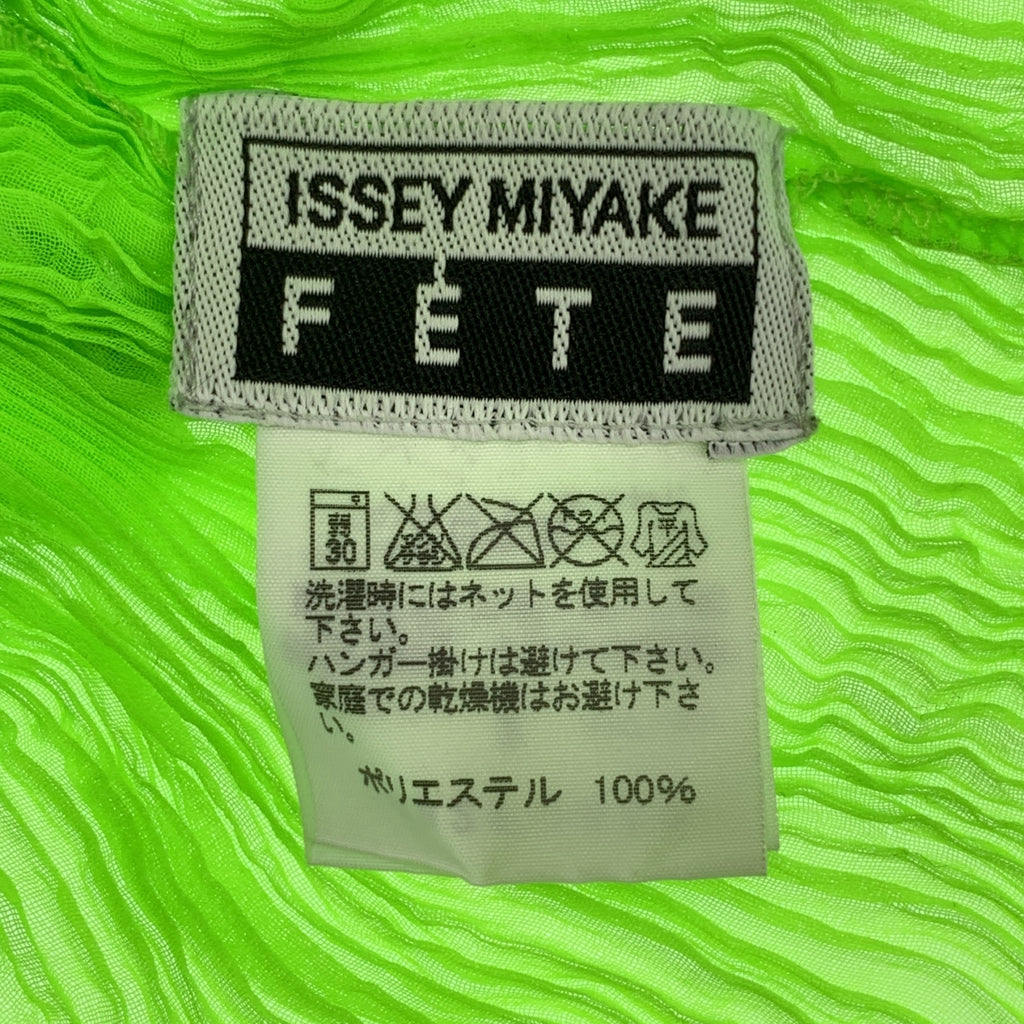 ISSEY MIYAKE
FÊTE
30
洗濯時にはネットを使用して
下さい。
ハンガー掛けは避けて下さい。
家庭での乾燥機はお避け下さ
い。
ポリエステル 100%